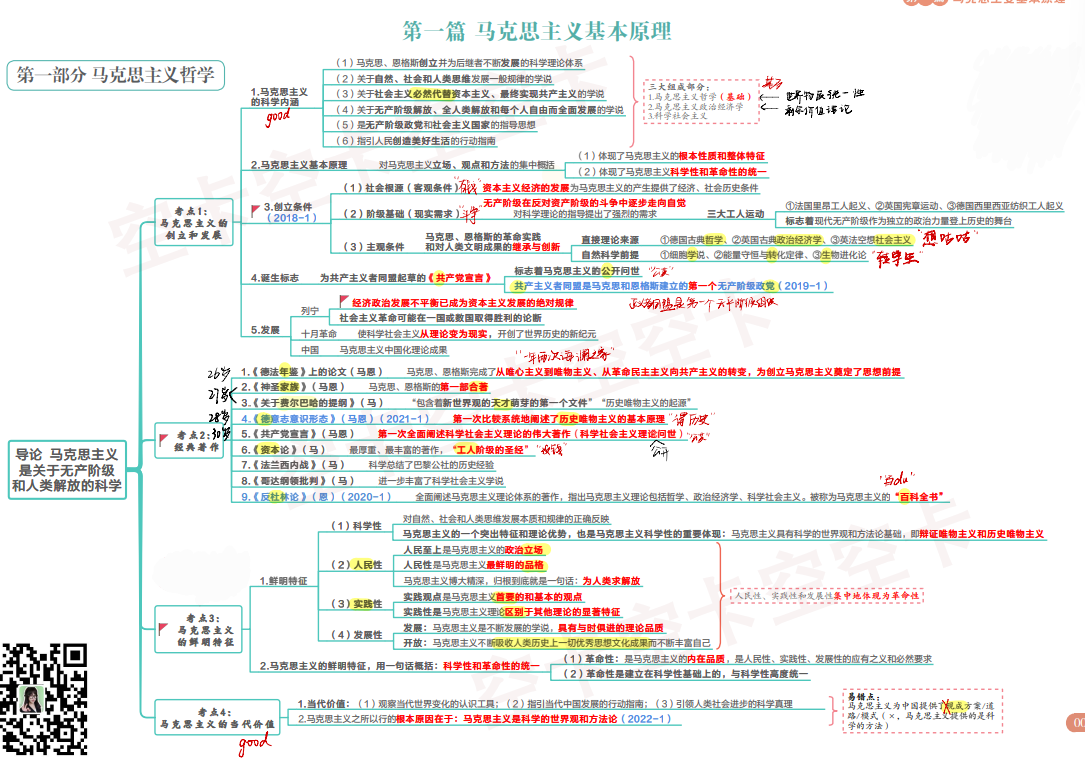 第一篇 马克思主义基本原理
第一部分 马克思主义哲学
导论 马克思主义
是关于无产阶级
和人类解放的科学
考点1：
马克思主义的
创立和发展
1.马克思主义
的科学内涵
good
（1）马克思、恩格斯创立并为后继者不断发展的科学理论体系
（2）关于自然、社会和人类思维发展一般规律的学说
（3）关于社会主义必然代替资本主义、最终实现共产主义的学说
（4）关于无产阶级解放、全人类解放和每个人自由而全面发展的学说
（5）是无产阶级政党和社会主义国家的指导思想
（6）指引人民创造美好生活的行动指南
三大组成部分：
1.马克思主义哲学（基础）
2.马克思主义政治经济学
3.科学社会主义
世界物质统一性
剩余价值理论
2.马克思主义基本原理 对马克思主义立场、观点和方法的集中概括
（1）体现了马克思主义的根本性质和整体特征
（2）体现了马克思主义科学性和革命性的统一
3.创立条件
（2018-1）
（1）社会根源（客观条件） 资本主义经济的发展为马克思主义的产生提供了经济、社会历史条件
（2）阶级基础（现实需求） 无产阶级在反对资产阶级的斗争中逐步走向自觉
对科学理论的指导提出了强烈的需求
三大工人运动
①法国里昂工人起义、②英国宪章运动、③德国西里西亚纺织工人起义
标志着现代无产阶级作为独立的政治力量登上历史的舞台
（3）主观条件
马克思、恩格斯的革命实践
和对人类文明成果的继承与创新
直接理论来源 ①德国古典哲学、②英国古典政治经济学、③英法空想社会主义
“想咕咕”
自然科学前提 ①细胞学说、②能量守恒与转化定律、③生物进化论
4.诞生标志 为共产主义者同盟起草的《共产党宣言》
标志着马克思主义的公开问世
共产主义者同盟是马克思和恩格斯建立的第一个无产阶级政党（2019-1）
5.发展
列宁
经济政治发展不平衡已成为资本主义发展的绝对规律
社会主义革命可能在一国或数国取得胜利的论断
十月革命 使科学社会主义从理论变为现实，开创了世界历史的新纪元
中国 马克思主义中国化理论成果
考点2：
经典著作
26岁
1.《德法年鉴》上的论文（马恩） 马克思、恩格斯完成了从唯心主义到唯物主义、从革命民主主义向共产主义的转变，为创立马克思主义奠定了思想前提
27岁
2.《神圣家族》（马恩） 马克思、恩格斯的第一部合著
3.《关于费尔巴哈的提纲》（马） “包含着新世界观的天才萌芽的第一个文件” “历史唯物主义的起源”
28岁
4.《德意志意识形态》（马恩）（2021-1） 第一次比较系统地阐述了历史唯物主义的基本原理
“得历史”
30岁
5.《共产党宣言》（马恩） 第一次全面阐述科学社会主义理论的伟大著作（科学社会主义理论问世）
公开
6.《资本论》（马） 最厚重、最丰富的著作，“工人阶级的圣经”
7.《法兰西内战》（马） 科学总结了巴黎公社的历史经验
8.《哥达纲领批判》（马） 进一步丰富了科学社会主义学说
9.《反杜林论》（恩）（2020-1） 全面阐述马克思主义理论体系的著作，指出马克思主义理论包括哲学、政治经济学、科学社会主义。被称为马克思主义的“百科全书”
“百du”
考点3：
马克思主义
的鲜明特征
1.鲜明特征
（1）科学性
对自然、社会和人类思维发展本质和规律的正确反映
马克思主义的一个突出特征和理论优势，也是马克思主义科学性的重要体现：马克思主义具有科学的世界观和方法论基础，即辩证唯物主义和历史唯物主义
（2）人民性
人民至上是马克思主义的政治立场
人民性是马克思主义最鲜明的品格
马克思主义博大精深，归根到底就是一句话：为人类求解放
（3）实践性
实践观点是马克思主义首要的和基本的观点
实践性是马克思主义理论区别于其他理论的显著特征
（4）发展性
发展：马克思主义是不断发展的学说，具有与时俱进的理论品质
开放：马克思主义不断吸收人类历史上一切优秀思想文化成果而不断丰富自己
人民性、实践性和发展性集中地体现为革命性
2.马克思主义的鲜明特征，用一句话概括：科学性和革命性的统一
（1）革命性：是马克思主义的内在品质，是人民性、实践性、发展性的应有之义和必然要求
（2）革命性是建立在科学性基础上的，与科学性高度统一
考点4：
马克思主义的当代价值
good
1.当代价值：（1）观察当代世界变化的认识工具；（2）指引当代中国发展的行动指南；（3）引领人类社会进步的科学真理
2.马克思主义之所以行的根本原因在于：马克思主义是科学的世界观和方法论（2022-1）
易错点：
马克思主义为中国提供了现成方案/道
路/模式（×，马克思主义提供的是科
学的方法）